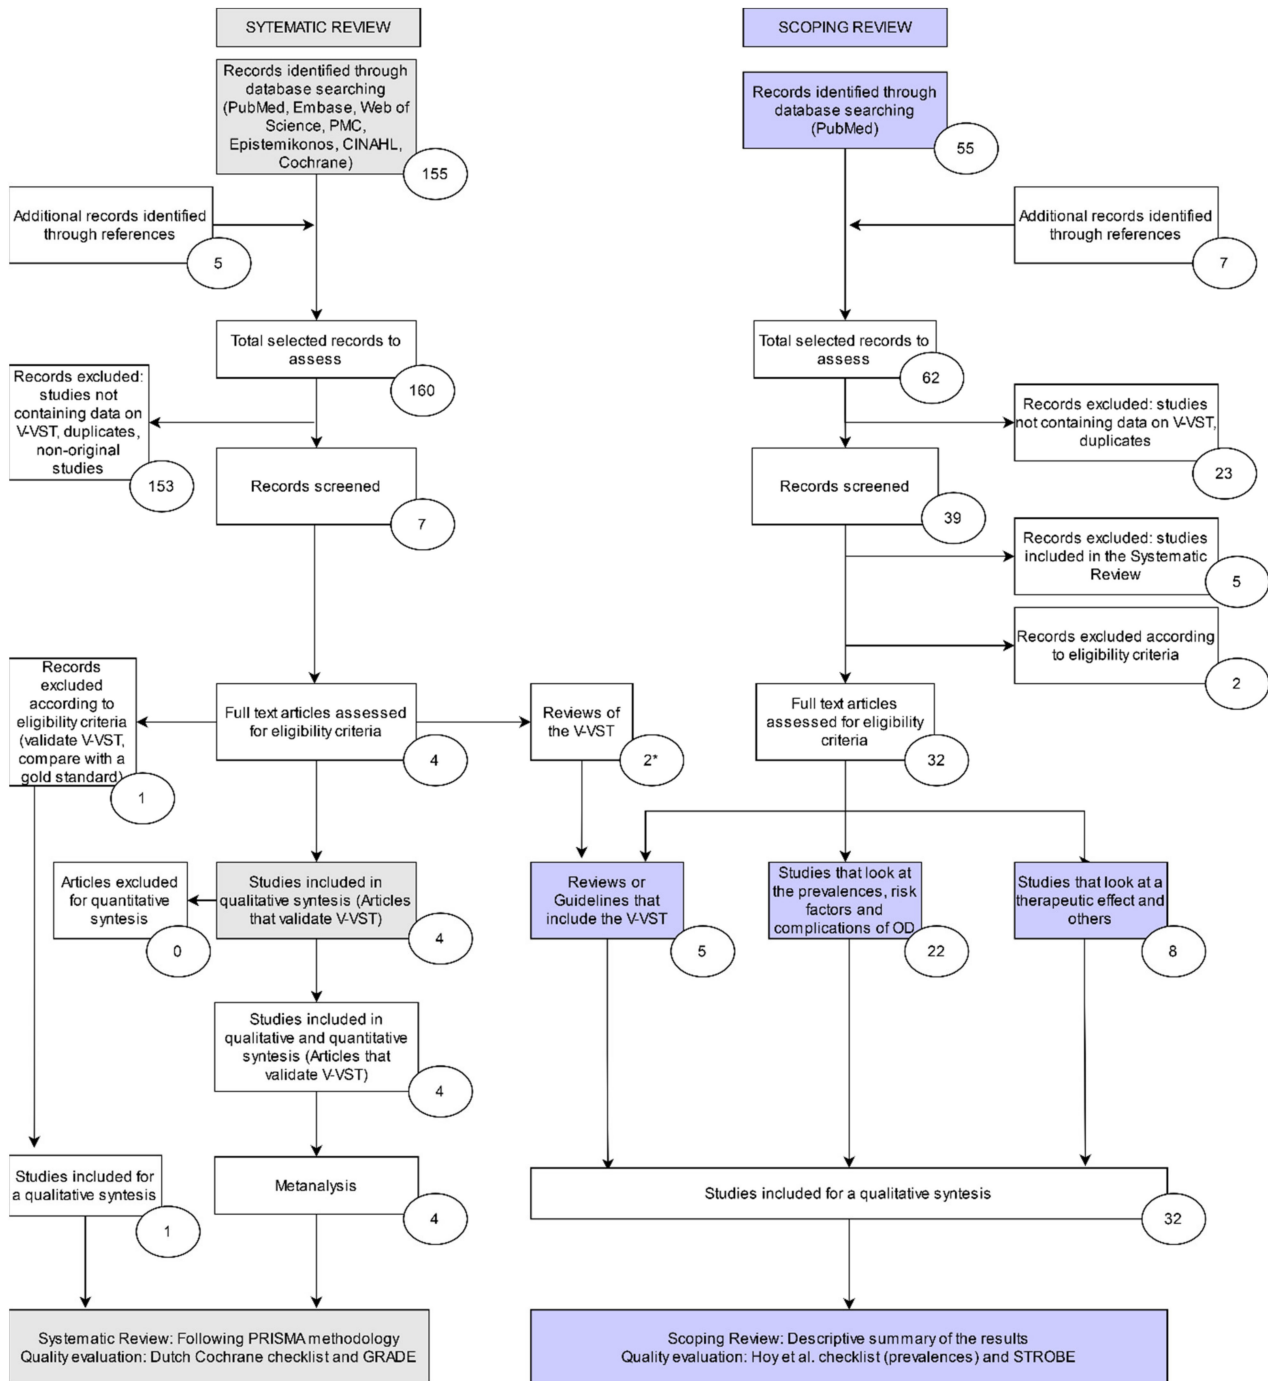 SYTEMATIC REVIEW
Records identified through
database searching
(PubMed, Embase, Web of
Science, PMC,
Epistemikonos, CINAHL,
Cochrane)
155
Additional records identified
through references
5
Total selected records to
assess
160
Records excluded:
studies not
containing data on
V-VST, duplicates,
non-original
studies
153
Records screened
7
Records
excluded
according to
eligibility criteria
(validate V-VST,
compare with a
gold standard)
1
Full text articles assessed
for eligibility criteria
4
Reviews of
the V-VST
2*
Articles excluded
for quantitative
syntesis
0
Studies included in
qualitative syntesis (Articles
that validate V-VST)
4
Studies included in
qualitative and quantitative
syntesis (Articles that
validate V-VST)
4
Studies included for
a qualitative syntesis
1
Metanalysis
4
Systematic Review: Following PRISMA methodology
Quality evaluation: Dutch Cochrane checklist and GRADE
SCOPING REVIEW
Records identified through
database searching
(PubMed)
55
Additional records identified
through references
7
Total selected records to
assess
62
Records excluded: studies
not containing data on V-VST,
duplicates
23
Records screened
39
Records excluded: studies
included in the Systematic
Review
5
Records excluded according
to eligibility criteria
2
Full text articles
assessed for eligibility
criteria
32
Reviews or
Guidelines that
include the V-VST
5
Studies that look at
the prevalences, risk
factors and
complications of OD
22
Studies that look at a
therapeutic effect and
others
8
Studies included for a qualitative syntesis
32
Scoping Review: Descriptive summary of the results
Quality evaluation: Hoy et al. checklist (prevalences) and STROBE